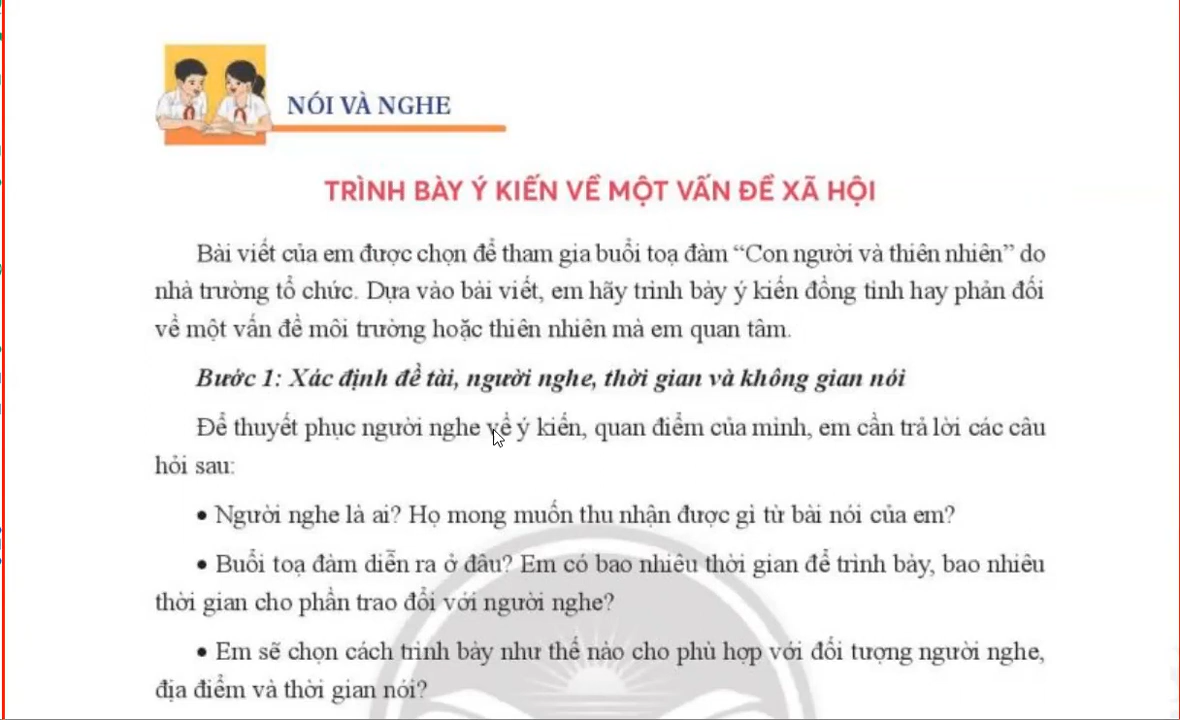 NÓI VÀ NGHE
TRÌNH BÀY Ý KIẾN VỀ MỘT VẤN ĐỀ XÃ HỘI
Bài viết của em được chọn để tham gia buổi toạ đàm “Con người và thiên nhiên” do
nhà trường tổ chức. Dựa vào bài viết, em hãy trình bày ý kiến đồng tình hay phản đối
về một vấn đề môi trường hoặc thiên nhiên mà em quan tâm.
Bước 1: Xác định đề tài, người nghe, thời gian và không gian nói
Để thuyết phục người nghe về ý kiến, quan điểm của mình, em cần trả lời các câu
hỏi sau:
• Người nghe là ai? Họ mong muốn thu nhận được gì từ bài nói của em?
• Buổi toạ đàm diễn ra ở đâu? Em có bao nhiêu thời gian để trình bày, bao nhiêu
thời gian cho phần trao đổi với người nghe?
• Em sẽ chọn cách trình bày như thế nào cho phù hợp với đối tượng người nghe,
địa điểm và thời gian nói?